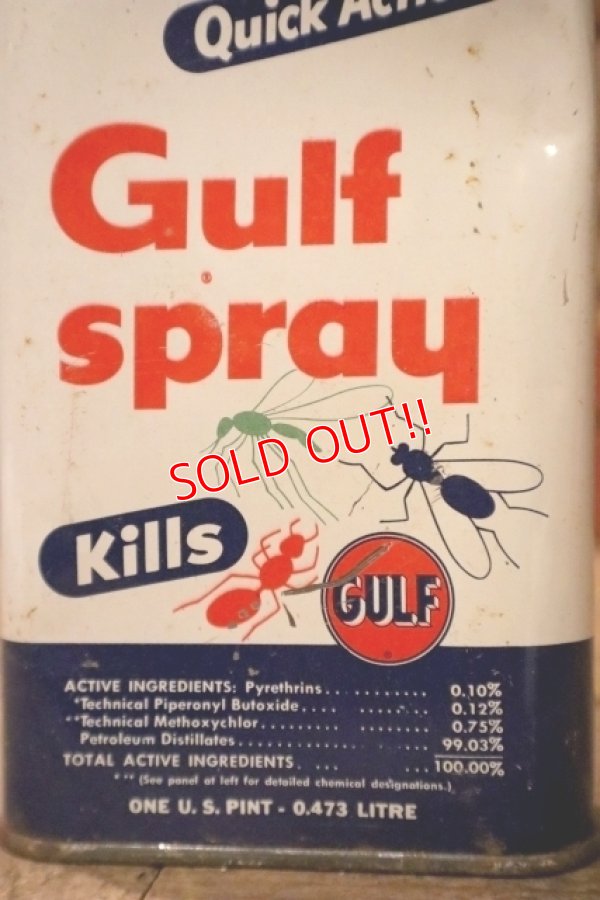 Quick
Gulf
spray
®
SOLD OUT!!
Kills
GULF
ACTIVE INGREDIENTS: Pyrethrins... ......... 0.10%
*Technical Piperonyl Butoxide.... ........ 0.12%
**Technical Methoxychlor......... ........ 0.75%
Petroleum Distillates............. ....... 99.03%
TOTAL ACTIVE INGREDIENTS. ... ...100.00%
* ** (See panel at left for detailed chemical designations.)
ONE U. S. PINT - 0.473 LITRE